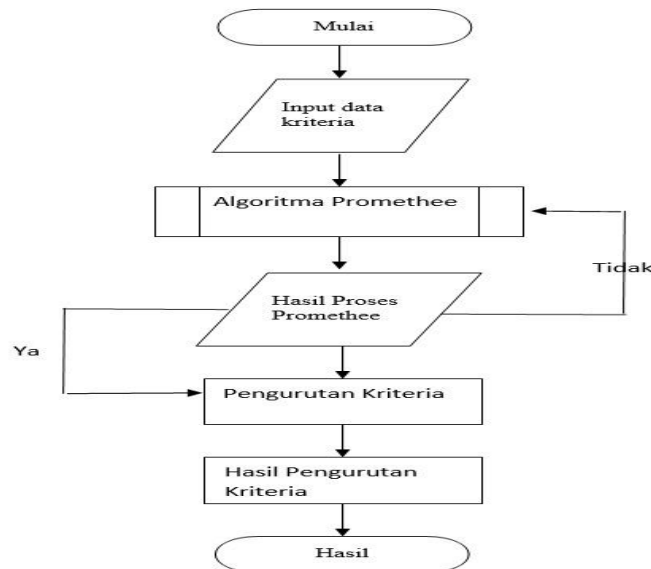 Mulai
Input data
kriteria
Algoritma Promethee
Tidak
Hasil Proses
Promethee
Ya
Pengurutan Kriteria
Hasil Pengurutan
Kriteria
Hasil